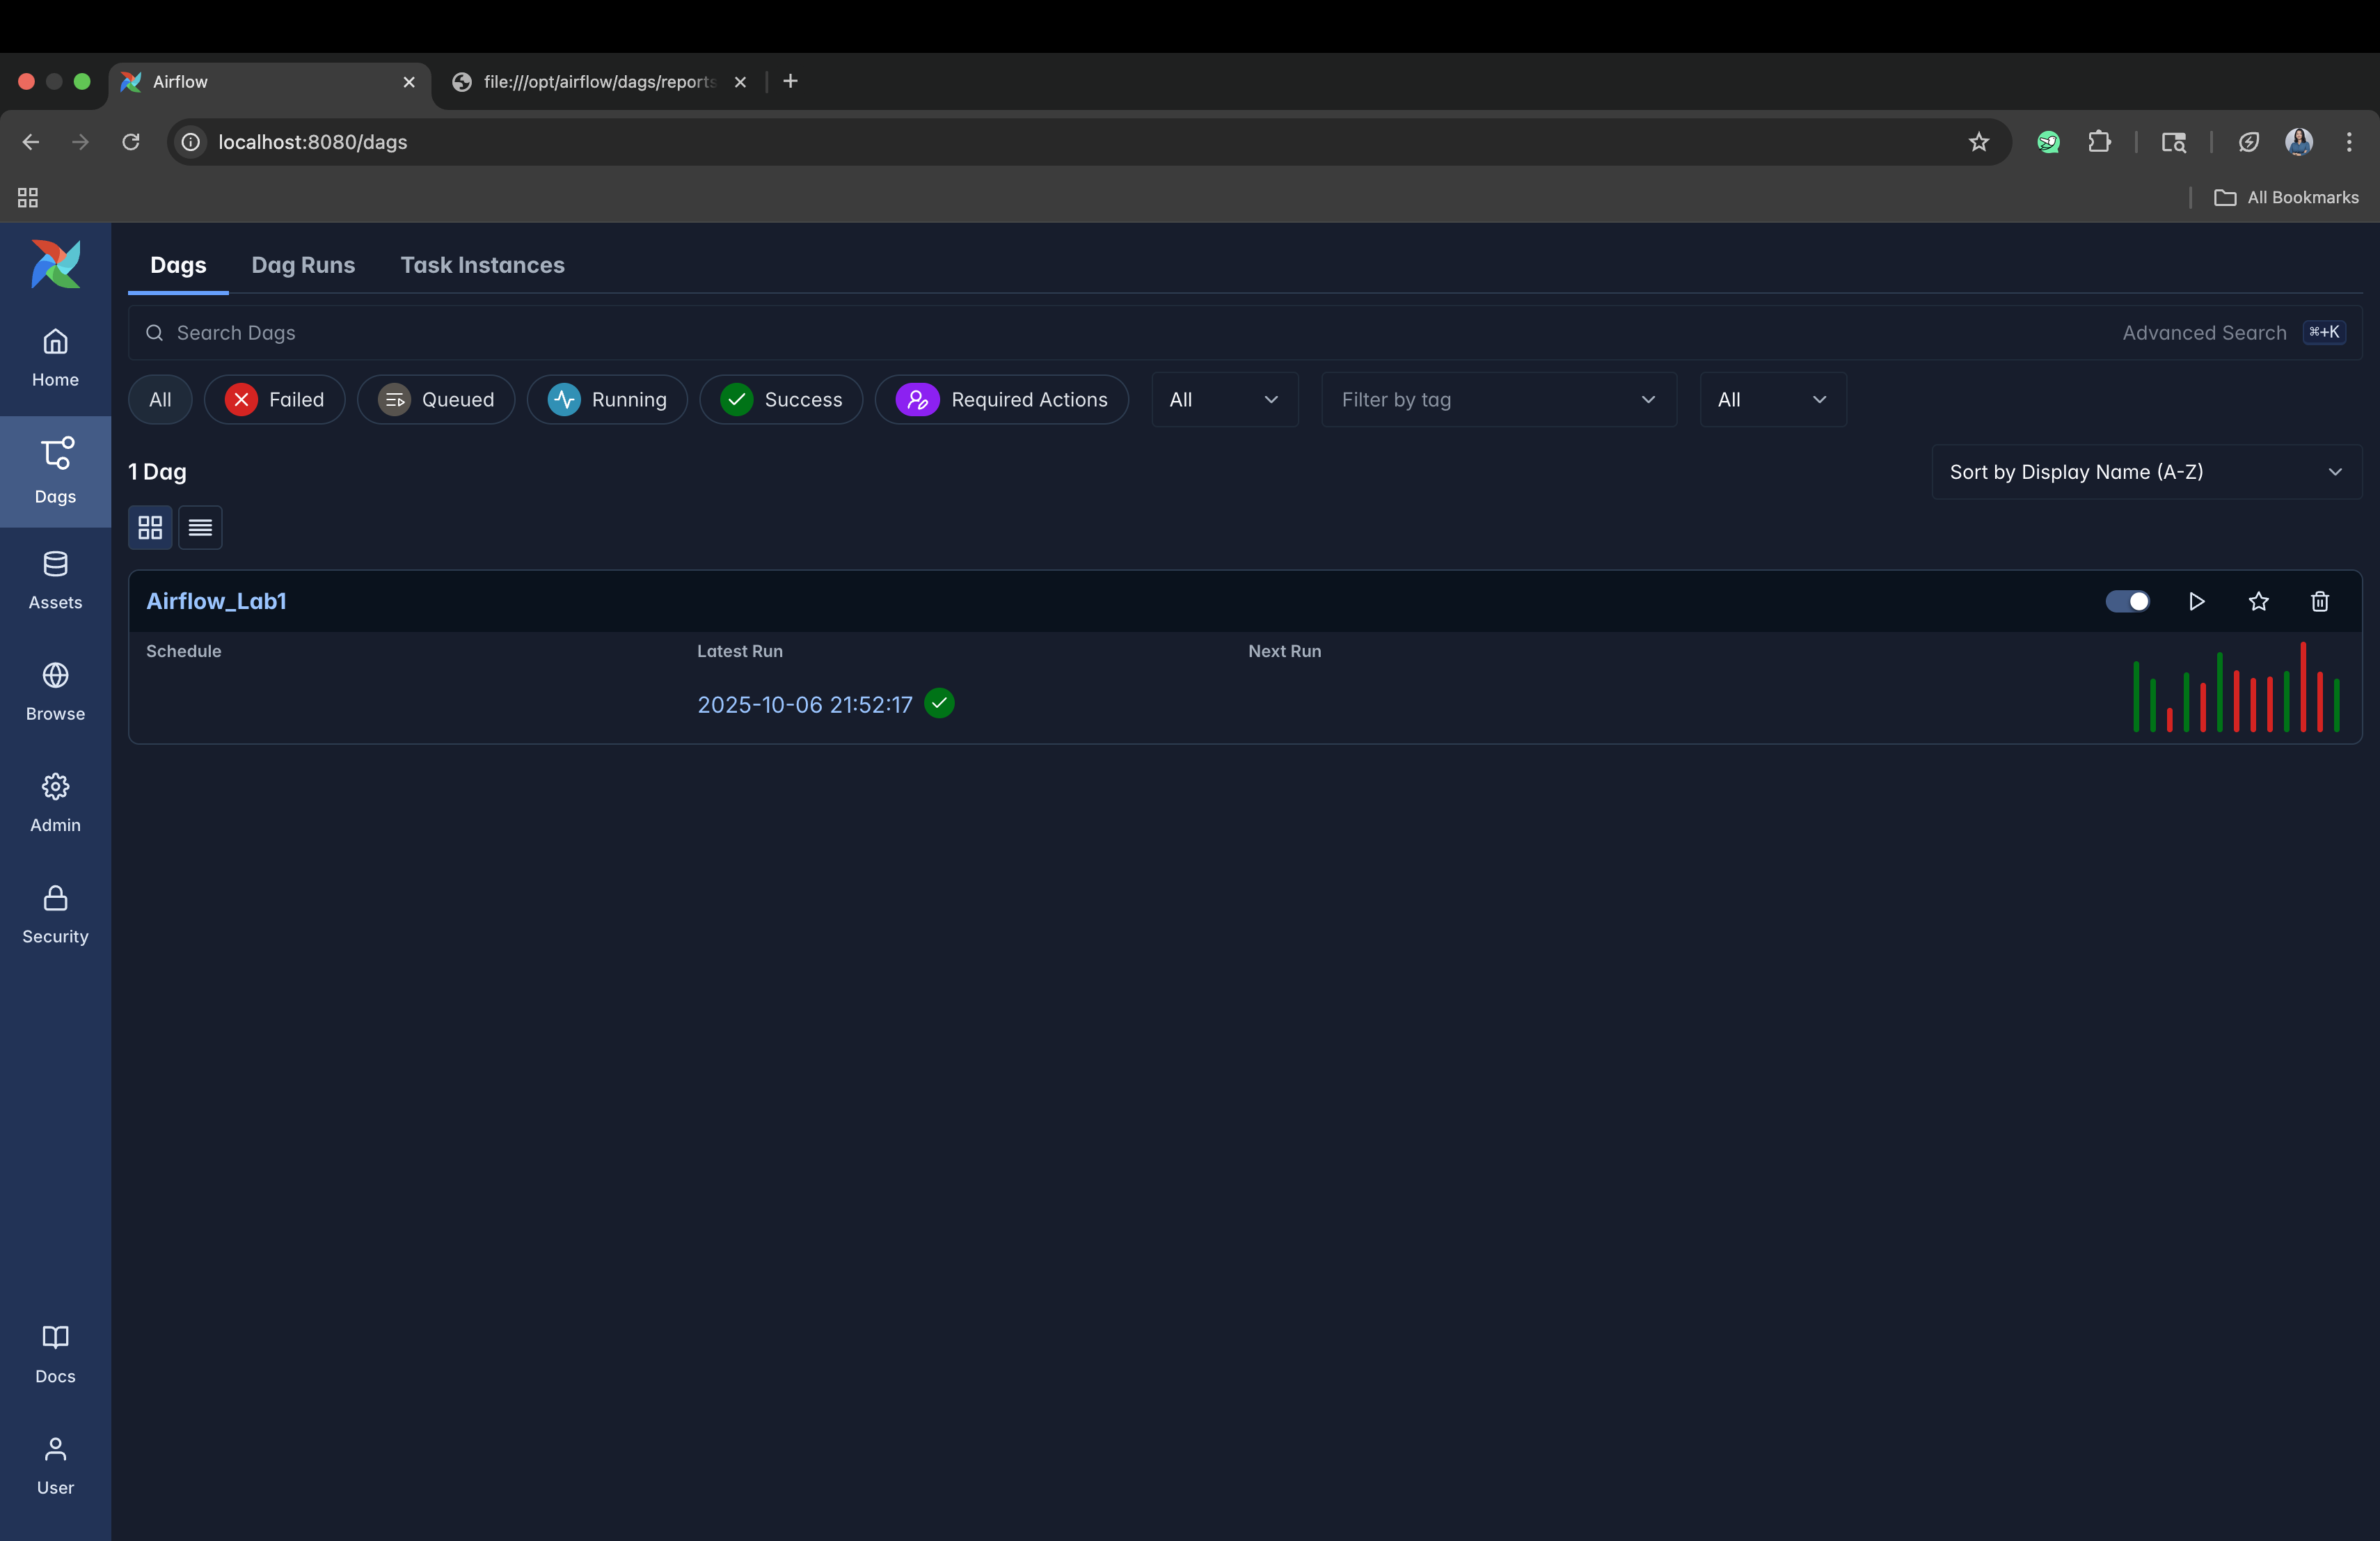 Airflow
file:///opt/airflow/dags/reports
localhost:8080/dags
All Bookmarks
Dags Dag Runs Task Instances
Search Dags Advanced Search ⌘+K
Home
All Failed Queued Running Success Required Actions All Filter by tag All
1 Dag Sort by Display Name (A-Z)
Dags
Airflow_Lab1
Assets
Schedule Latest Run Next Run
2025-10-06 21:52:17
Browse
Admin
Security
Docs
User